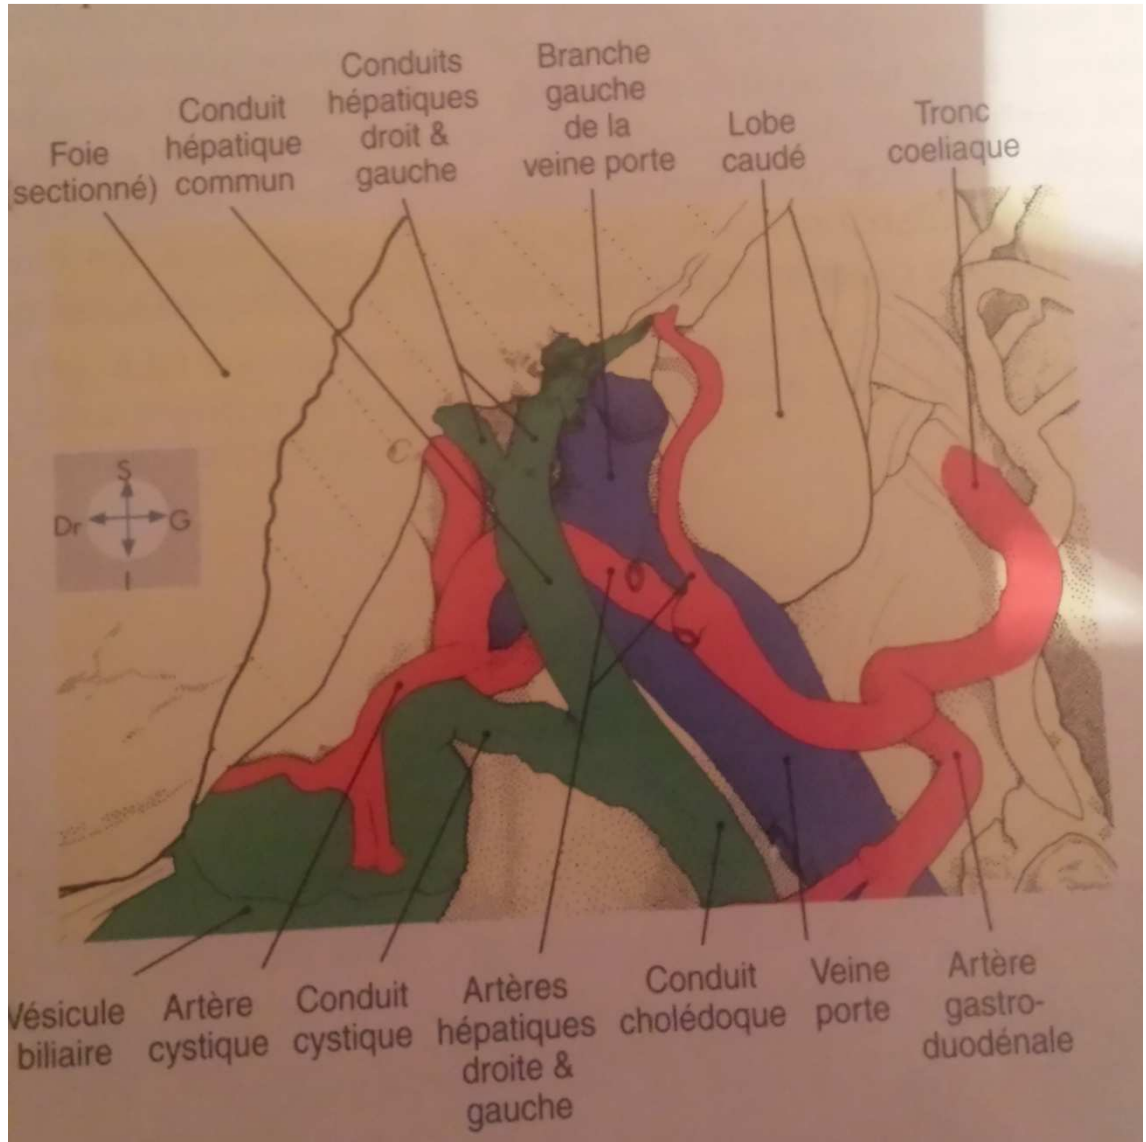 Foie
(sectionné)
Conduit
hépatique
commun
Conduits
hépatiques
droit &
gauche
Branche
gauche
de la
veine porte
Lobe
caudé
Tronc
coeliaque
S
Dr
G
I
Vésicule
biliaire
Artère
cystique
Conduit
cystique
Artères
hépatiques
droite &
gauche
Conduit
cholédoque
Veine
porte
Artère
gastro-
duodénale